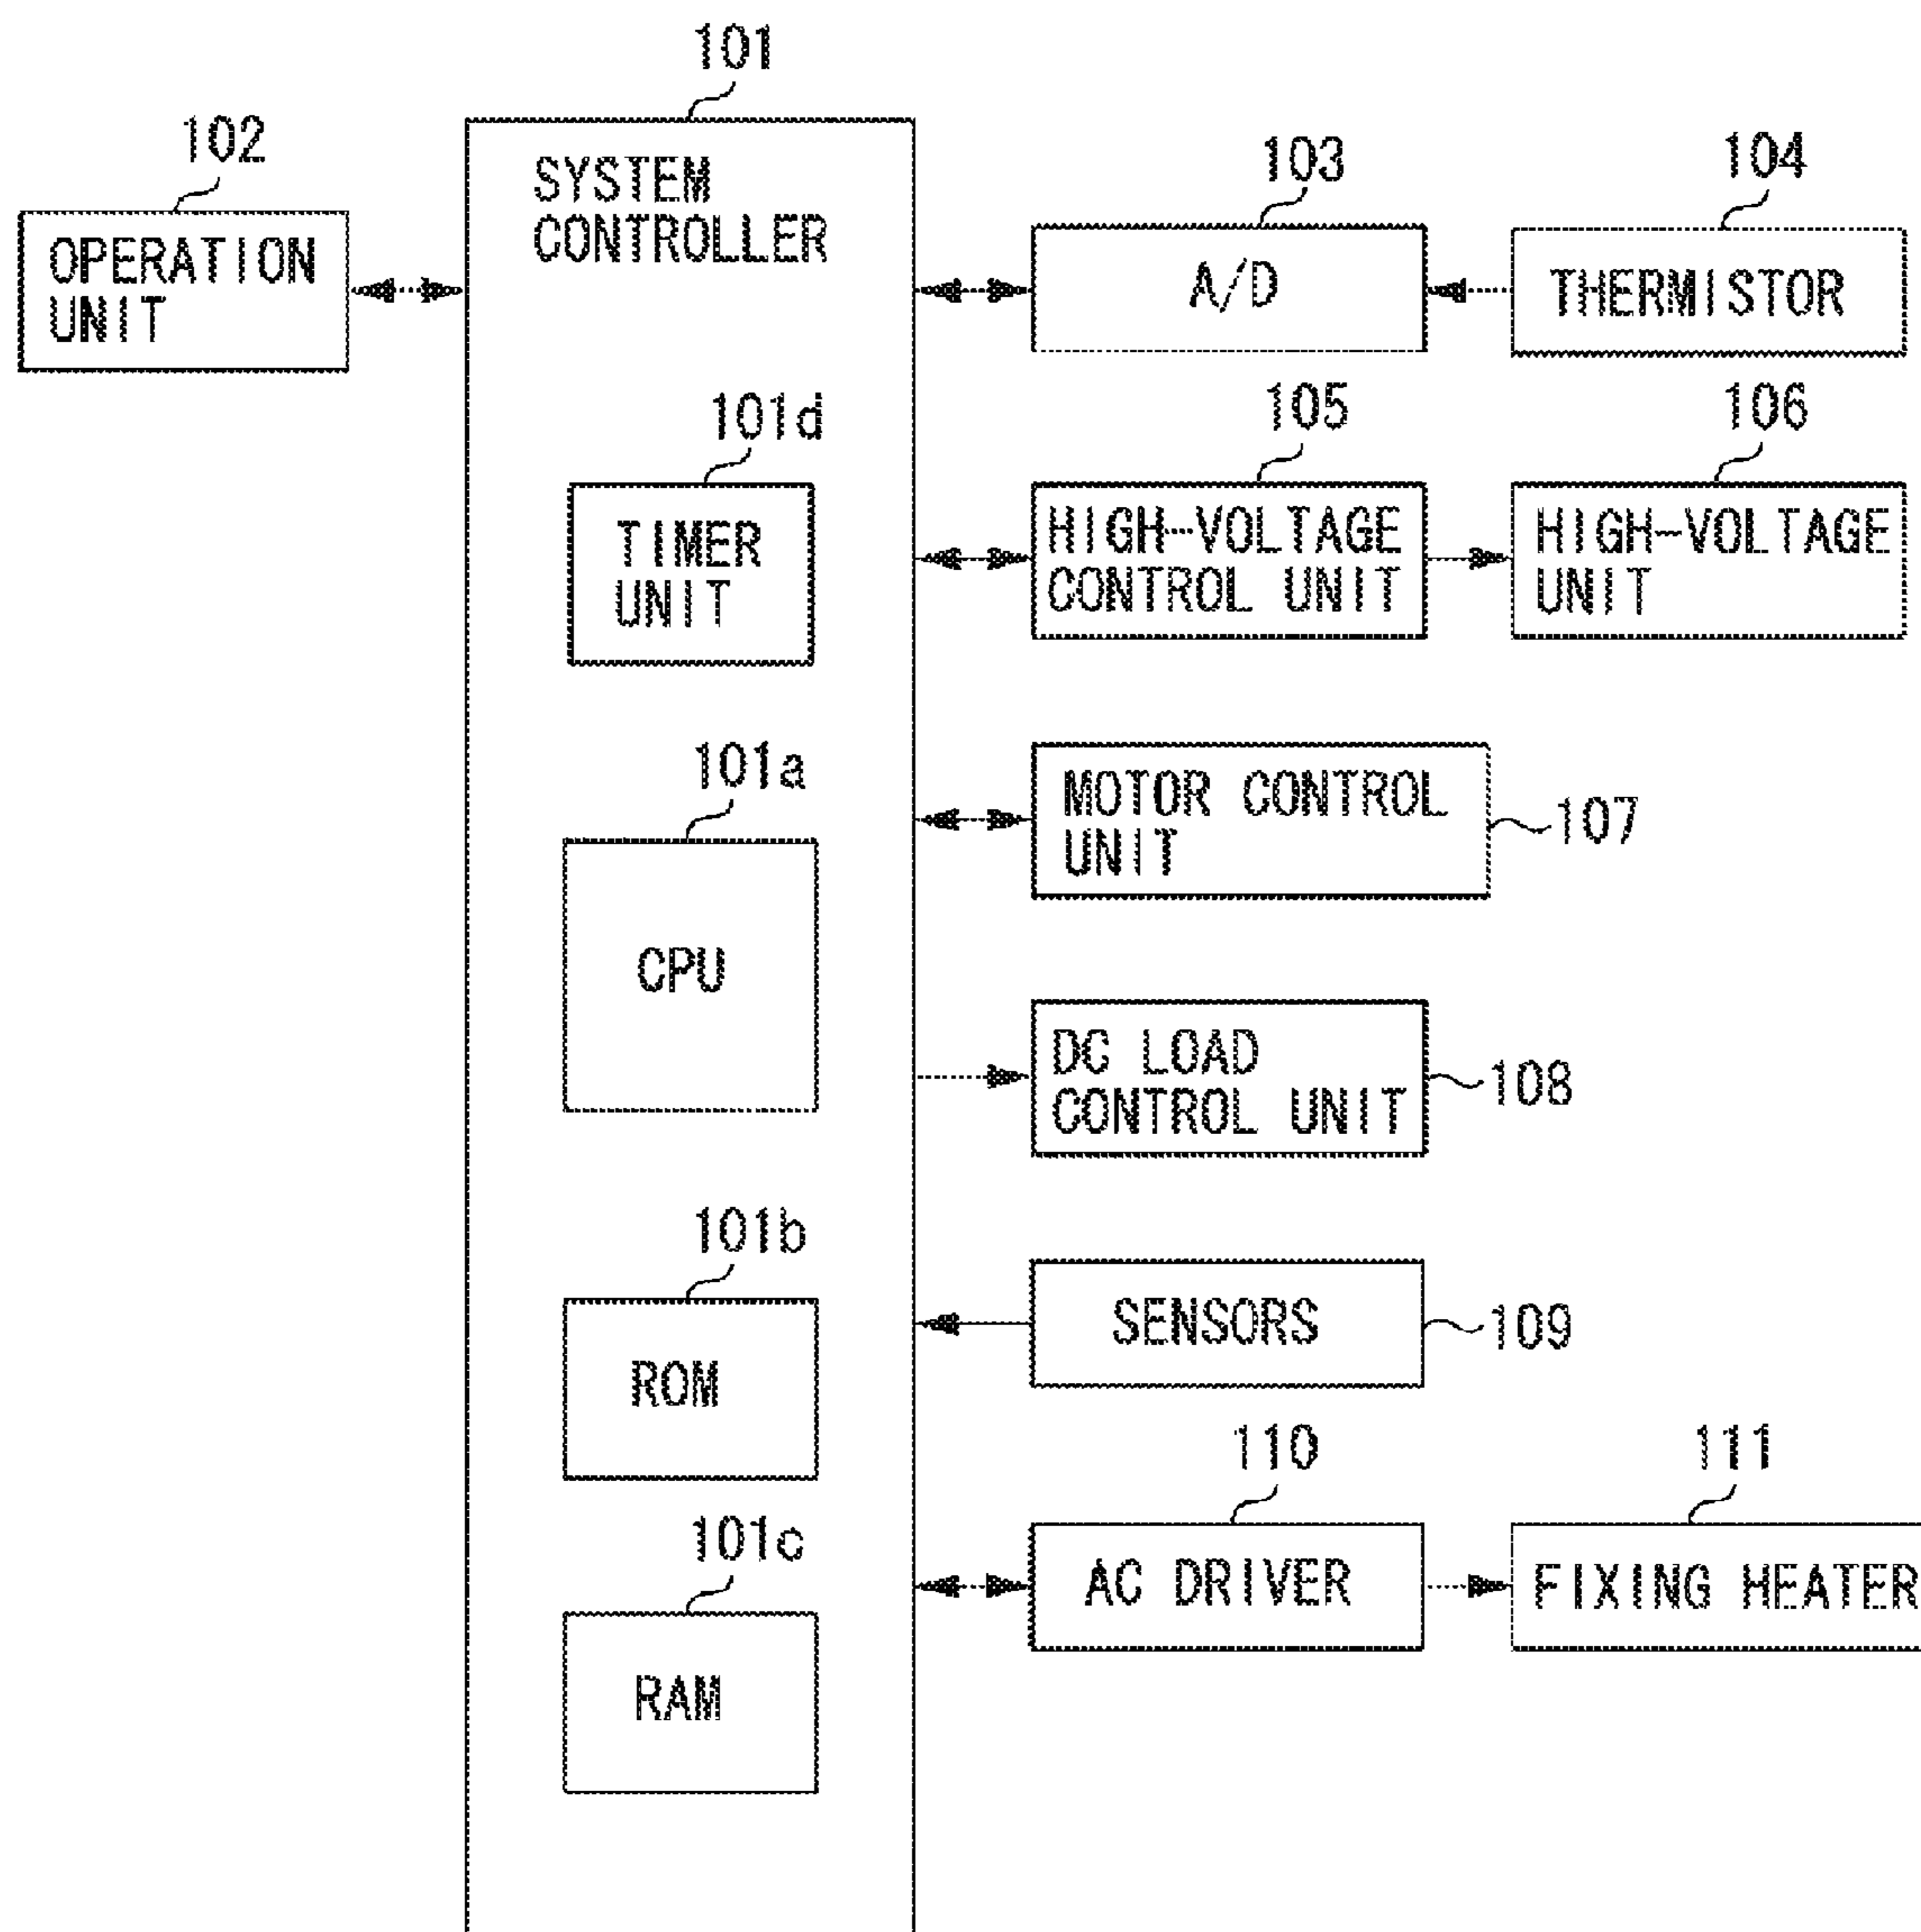 101
102
SYSTEM
CONTROLLER
OPERATION
UNIT
103
A/D
104
THERMISTOR
101d
TIMER
UNIT
105
HIGH-VOLTAGE
CONTROL UNIT
106
HIGH-VOLTAGE
UNIT
101a
CPU
MOTOR CONTROL
UNIT
107
DC LOAD
CONTROL UNIT
108
101b
ROM
SENSORS
109
101c
RAM
110
AC DRIVER
111
FIXING HEATER